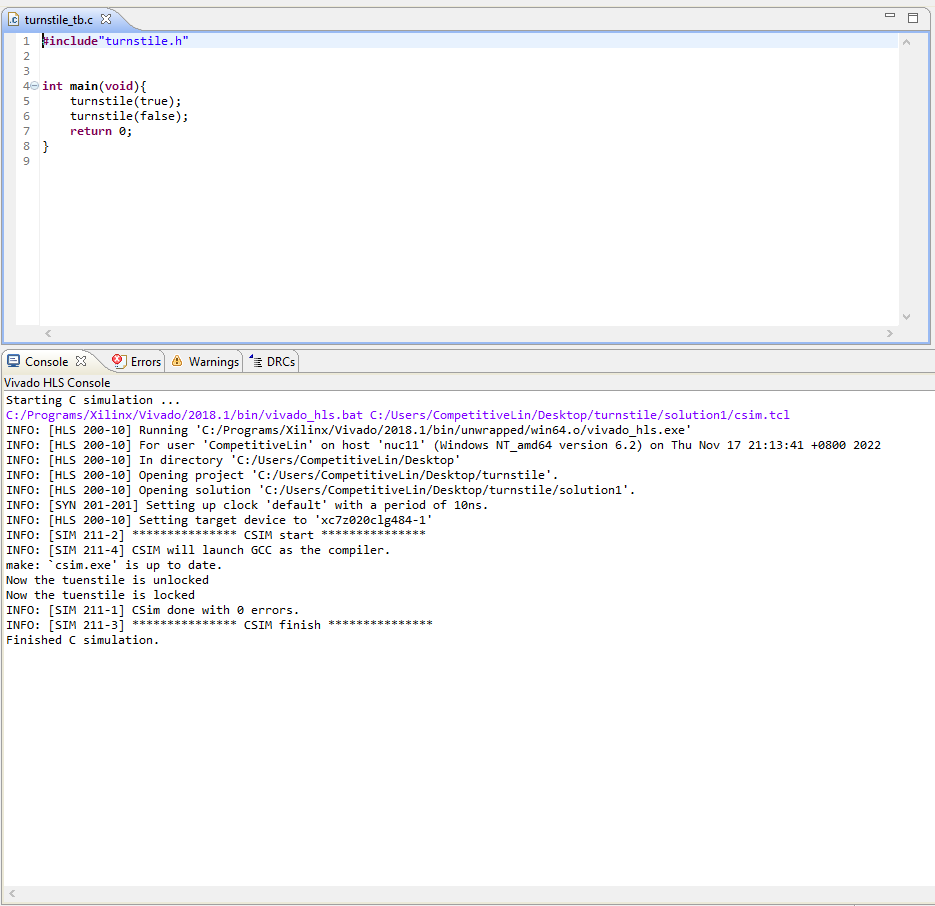 turnstile_tb.c
1 #include"turnstile.h"
2
3
4 int main(void){
5 turnstile(true);
6 turnstile(false);
7 return 0;
8 }
9
Console Errors Warnings DRCs
Vivado HLS Console
Starting C simulation ...
C:/Programs/Xilinx/Vivado/2018.1/bin/vivado_hls.bat C:/Users/CompetitiveLin/Desktop/turnstile/solution1/csim.tcl
INFO: [HLS 200-10] Running 'C:/Programs/Xilinx/Vivado/2018.1/bin/unwrapped/win64.o/vivado_hls.exe'
INFO: [HLS 200-10] For user 'CompetitiveLin' on host 'nuc11' (Windows NT_amd64 version 6.2) on Thu Nov 17 21:13:41 +0800 2022
INFO: [HLS 200-10] In directory 'C:/Users/CompetitiveLin/Desktop'
INFO: [HLS 200-10] Opening project 'C:/Users/CompetitiveLin/Desktop/turnstile'.
INFO: [HLS 200-10] Opening solution 'C:/Users/CompetitiveLin/Desktop/turnstile/solution1'.
INFO: [SYN 201-201] Setting up clock 'default' with a period of 10ns.
INFO: [HLS 200-10] Setting target device to 'xc7z020clg484-1'
INFO: [SIM 211-2] *************** CSIM start ***************
INFO: [SIM 211-4] CSIM will launch GCC as the compiler.
make: `csim.exe' is up to date.
Now the tuenstile is unlocked
Now the tuenstile is locked
INFO: [SIM 211-1] CSim done with 0 errors.
INFO: [SIM 211-3] *************** CSIM finish ***************
Finished C simulation.